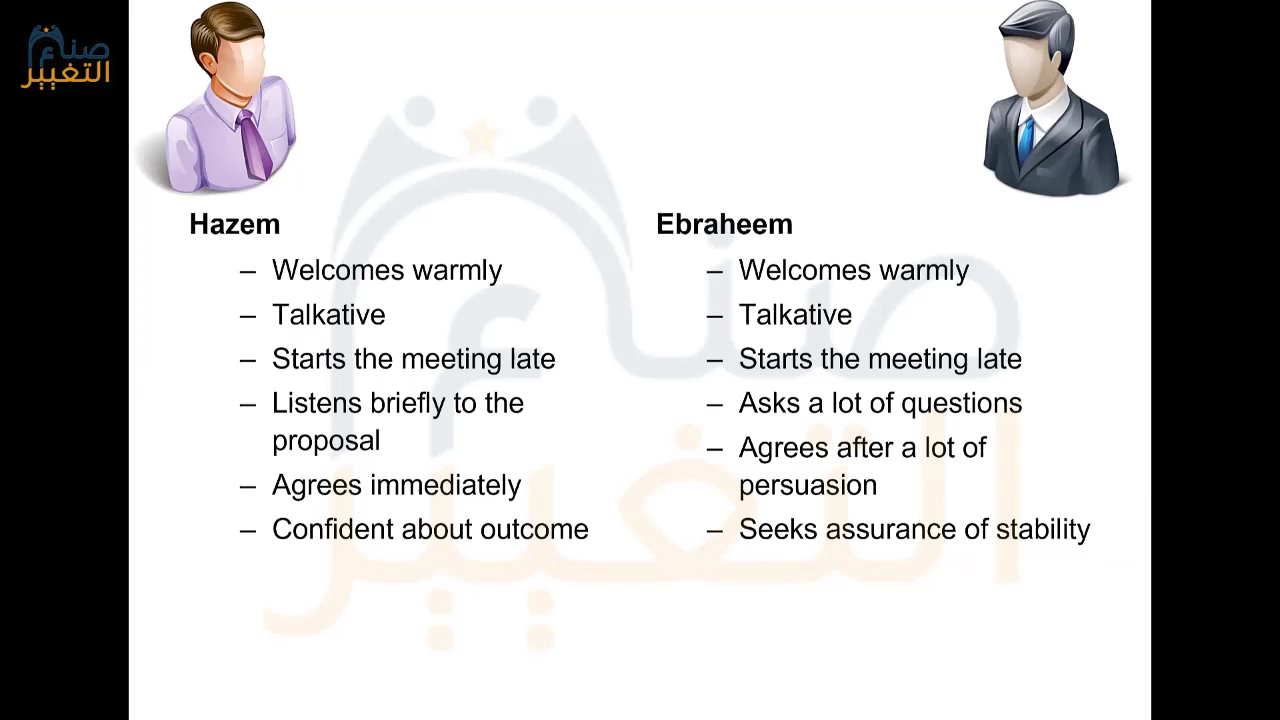 صناع
التغيير
Hazem
– Welcomes warmly
– Talkative
– Starts the meeting late
– Listens briefly to the
proposal
– Agrees immediately
– Confident about outcome
Ebraheem
– Welcomes warmly
– Talkative
– Starts the meeting late
– Asks a lot of questions
– Agrees after a lot of
persuasion
– Seeks assurance of stability
صناع
التغيير